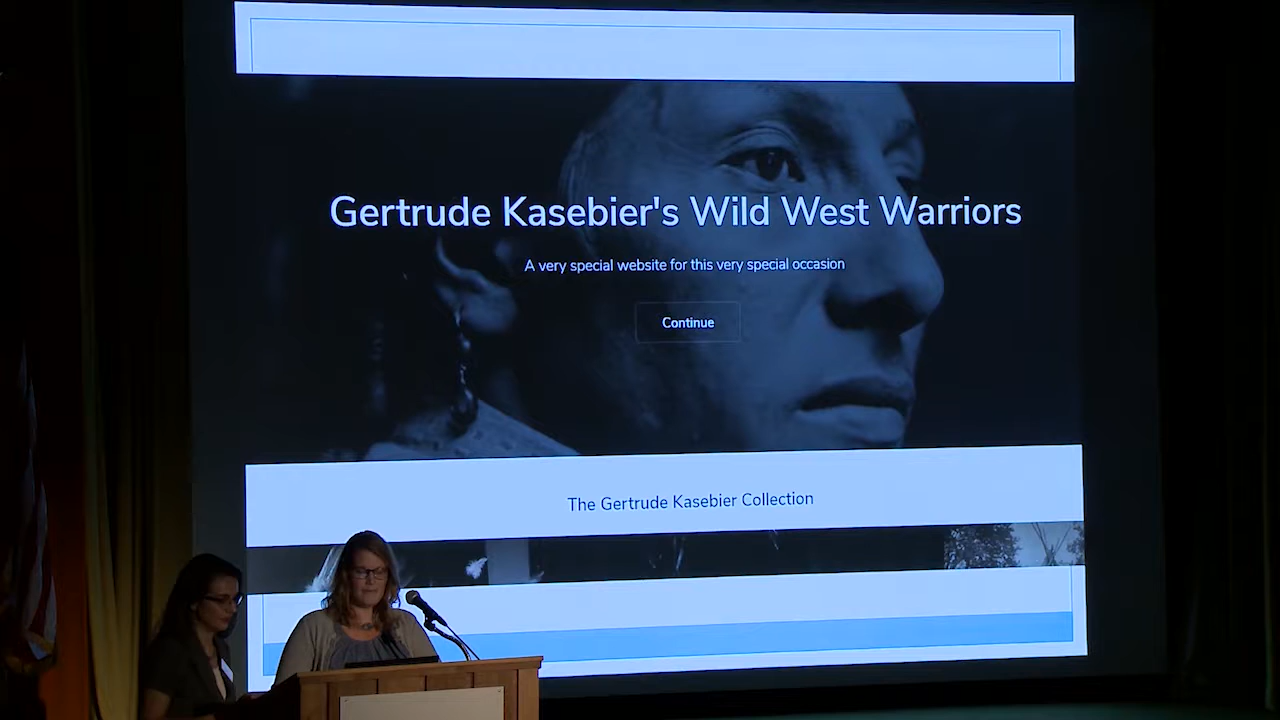 Gertrude Kasebier's Wild West Warriors
A very special website for this very special occasion
Continue
The Gertrude Kasebier Collection